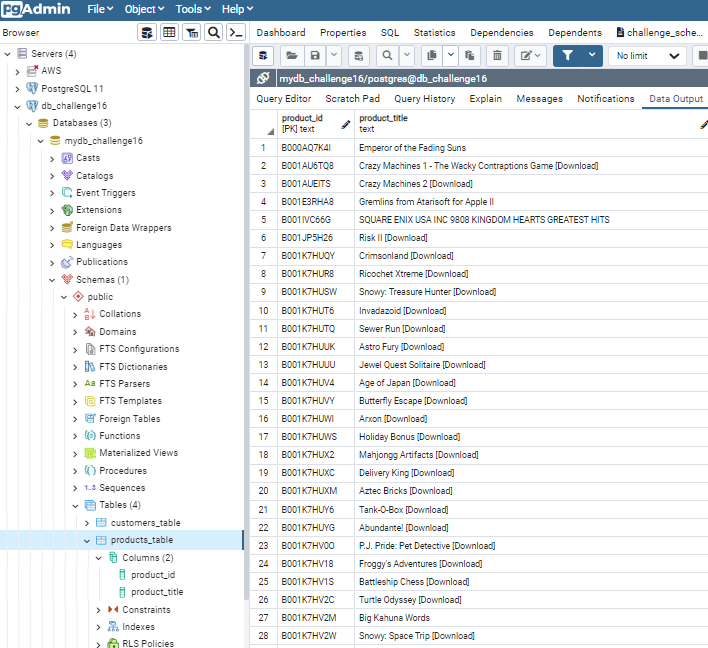 pgAdmin File Object Tools Help
Browser
Servers (4)
AWS
PostgreSQL 11
db_challenge16
Databases (3)
mydb_challenge16
Casts
Catalogs
Event Triggers
Extensions
Foreign Data Wrappers
Languages
Publications
Schemas (1)
public
Collations
Domains
FTS Configurations
FTS Dictionaries
Aa FTS Parsers
FTS Templates
Foreign Tables
Functions
Materialized Views
Procedures
1..3 Sequences
Tables (4)
customers_table
products_table
Columns (2)
product_id
product_title
Constraints
Indexes
RLS Policies
Dashboard Properties SQL Statistics Dependencies Dependents challenge_sche...
No limit
mydb_challenge16/postgres@db_challenge16
Query Editor Scratch Pad Query History Explain Messages Notifications Data Output
product_id product_title
[PK] text text
1 B000AQ7K4I Emperor of the Fading Suns
2 B001AU6TQ8 Crazy Machines 1 - The Wacky Contraptions Game [Download]
3 B001AUEITS Crazy Machines 2 [Download]
4 B001E3RHA8 Gremlins from Atarisoft for Apple II
5 B001IVC66G SQUARE ENIX USA INC 9808 KINGDOM HEARTS GREATEST HITS
6 B001JP5H26 Risk II [Download]
7 B001K7HUQY Crimsonland [Download]
8 B001K7HUR8 Ricochet Xtreme [Download]
9 B001K7HUSW Snowy: Treasure Hunter [Download]
10 B001K7HUT6 Invadazoid [Download]
11 B001K7HUTQ Sewer Run [Download]
12 B001K7HUUK Astro Fury [Download]
13 B001K7HUUU Jewel Quest Solitaire [Download]
14 B001K7HUV4 Age of Japan [Download]
15 B001K7HUVY Butterfly Escape [Download]
16 B001K7HUWI Arxon [Download]
17 B001K7HUWS Holiday Bonus [Download]
18 B001K7HUX2 Mahjongg Artifacts [Download]
19 B001K7HUXC Delivery King [Download]
20 B001K7HUXM Aztec Bricks [Download]
21 B001K7HUY6 Tank-O-Box [Download]
22 B001K7HUYG Abundante! [Download]
23 B001K7HV0O P.J. Pride: Pet Detective [Download]
24 B001K7HV18 Froggy's Adventures [Download]
25 B001K7HV1S Battleship Chess [Download]
26 B001K7HV2C Turtle Odyssey [Download]
27 B001K7HV2M Big Kahuna Words
28 B001K7HV2W Snowy: Space Trip [Download]